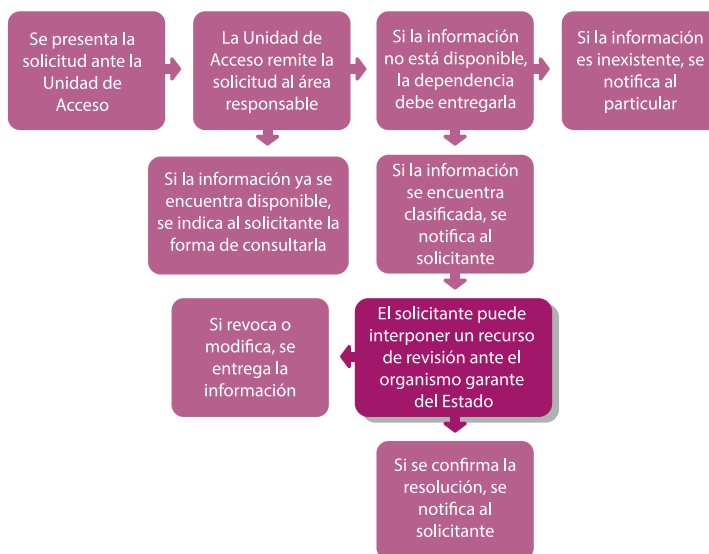 Se presenta la
solicitud ante la
Unidad de
Acceso
La Unidad de
Acceso remite la
solicitud al área
responsable
Si la información
no está disponible,
la dependencia
debe entregarla
Si la información
es inexistente, se
notifica al
particular
Si la información ya se
encuentra disponible,
se indica al solicitante la
forma de consultarla
Si la información
se encuentra
clasificada, se
notifica al
solicitante
Si revoca o
modifica, se
entrega la
información
El solicitante puede
interponer un recurso
de revisión ante el
organismo garante
del Estado
Si se confirma la
resolución, se
notifica al
solicitante